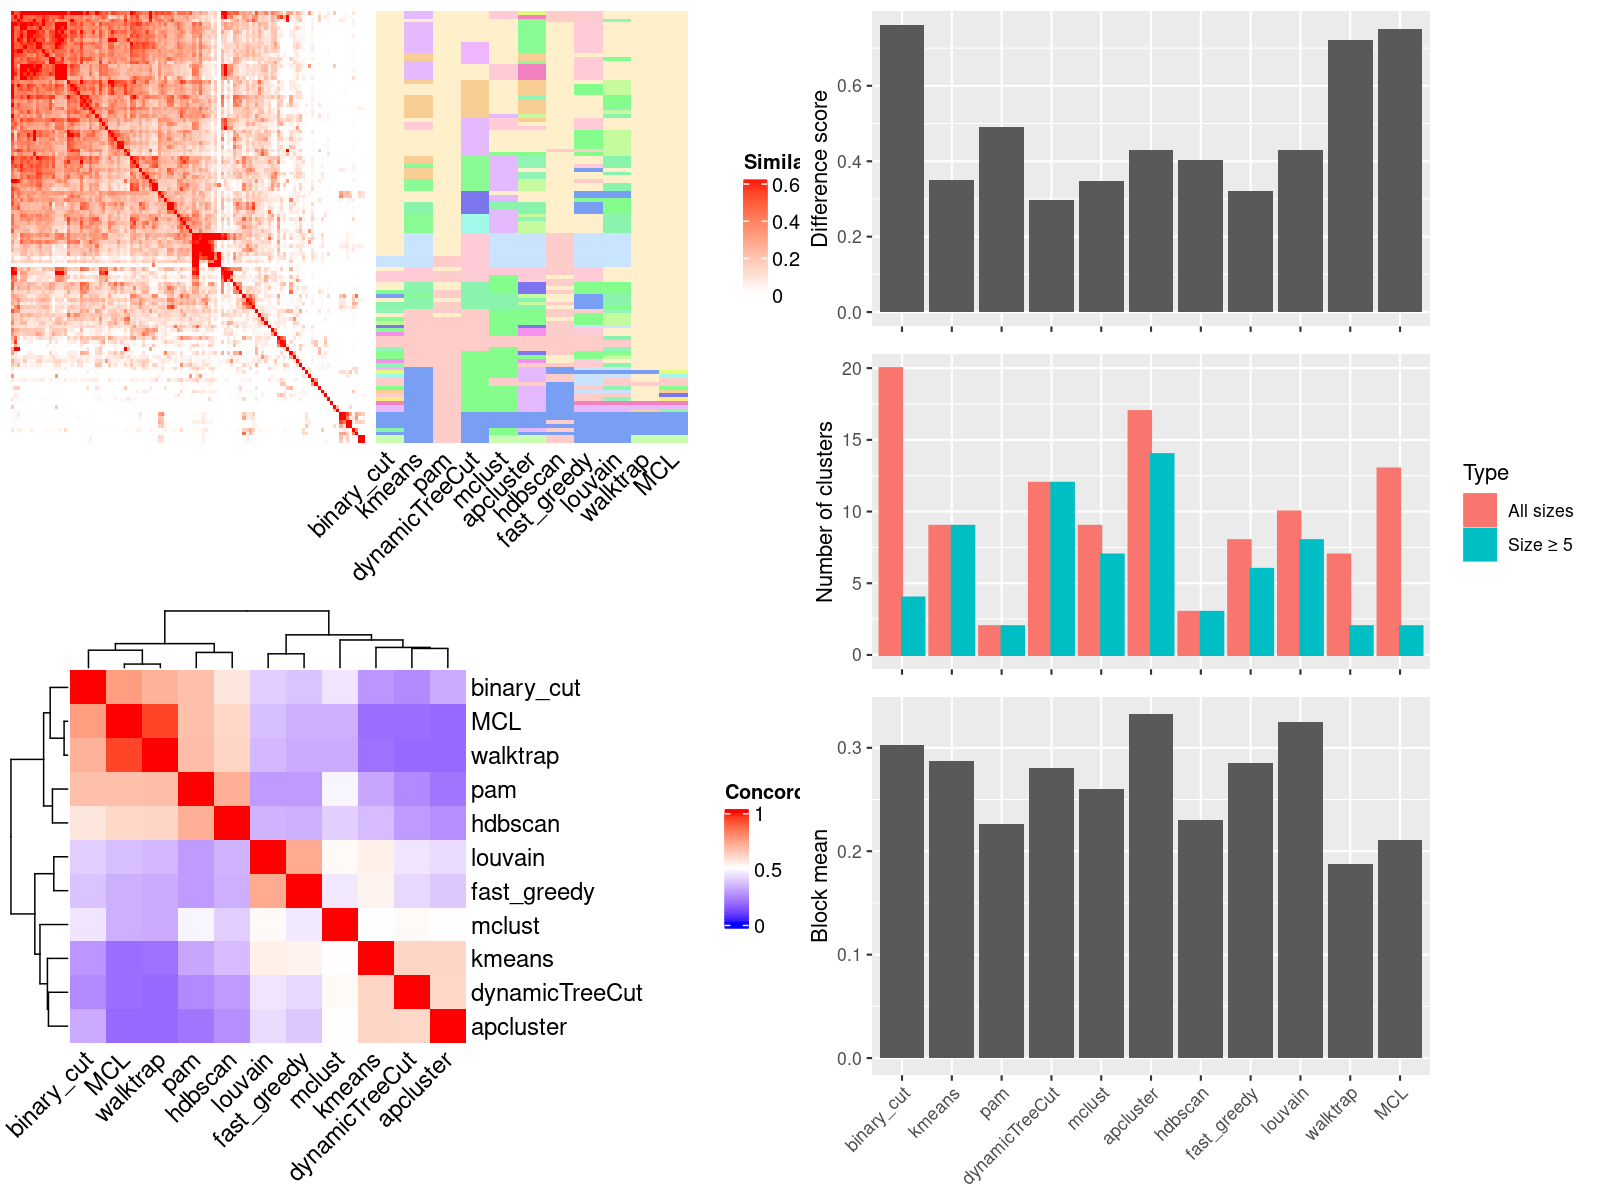 Simila
0.6
0.4
0.2
0
binary_cut
kmeans
pam
dynamicTreeCut
mclust
apcluster
hdbscan
fast_greedy
louvain
walktrap
MCL
binary_cut
MCL
walktrap
pam
hdbscan
louvain
fast_greedy
mclust
kmeans
dynamicTreeCut
apcluster
binary_cut
MCL
walktrap
pam
hdbscan
louvain
fast_greedy
mclust
kmeans
dynamicTreeCut
apcluster
Concord
1
0.5
0
Difference score
0.6
0.4
0.2
0.0
Number of clusters
20
15
10
5
0
Type
All sizes
Size ≥ 5
Block mean
0.3
0.2
0.1
0.0
binary_cut
kmeans
pam
dynamicTreeCut
mclust
apcluster
hdbscan
fast_greedy
louvain
walktrap
MCL